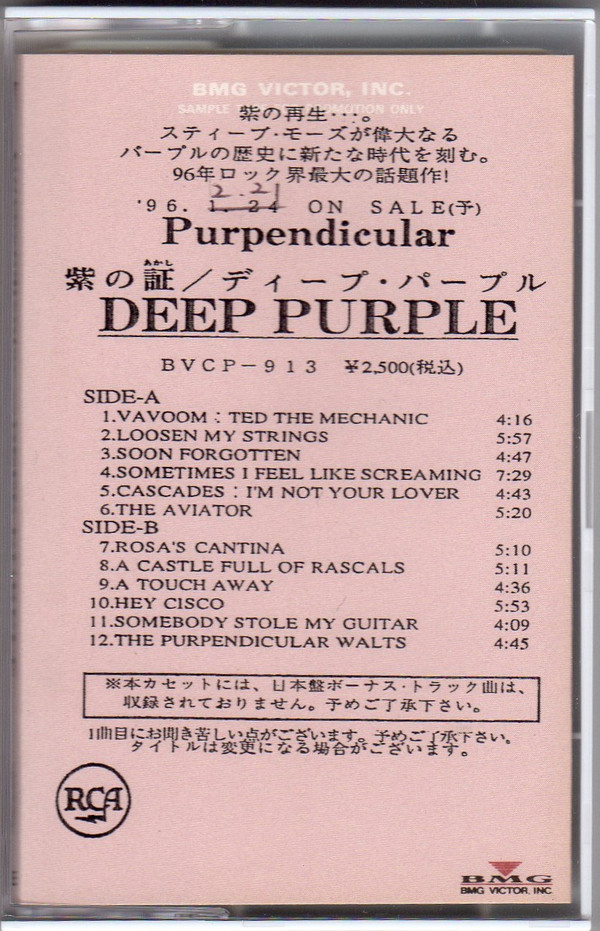 BMG VICTOR, INC.
紫の再生･･･。
スティーブ･モーズが偉大なる
パープルの歴史に新たな時代を刻む。
96年ロック界最大の話題作!
2.21
'96. 1.24 ON SALE(予)
Purpendicular
あかし
紫の証／ディープ・パープル
DEEP PURPLE
BVCP-913 ¥2,500(税込)
SIDE-A
1.VAVOOM : TED THE MECHANIC 4:16
2.LOOSEN MY STRINGS 5:57
3.SOON FORGOTTEN 4:47
4.SOMETIMES I FEEL LIKE SCREAMING 7:29
5.CASCADES : I'M NOT YOUR LOVER 4:43
6.THE AVIATOR 5:20
SIDE-B
7.ROSA'S CANTINA 5:10
8.A CASTLE FULL OF RASCALS 5:11
9.A TOUCH AWAY 4:36
10.HEY CISCO 5:53
11.SOMEBODY STOLE MY GUITAR 4:09
12.THE PURPENDICULAR WALTS 4:45
※本カセットには、日本盤ボーナス･トラック曲は、
収録されておりません。予めご了承下さい。
1曲目にお聞き苦しい点がございます。予めご了承下さい。
タイトルは変更になる場合がございます。
RCA
BMG
BMG VICTOR, INC.